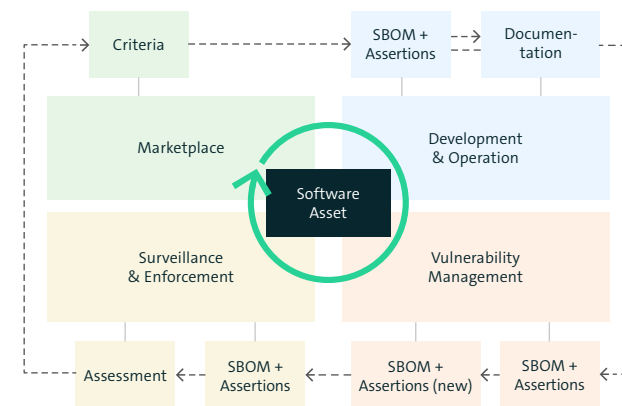 Criteria
SBOM +
Assertions
Documen-
tation
Marketplace
Development
& Operation
Software
Asset
Surveillance
& Enforcement
Vulnerability
Management
Assessment
SBOM +
Assertions
SBOM +
Assertions (new)
SBOM +
Assertions